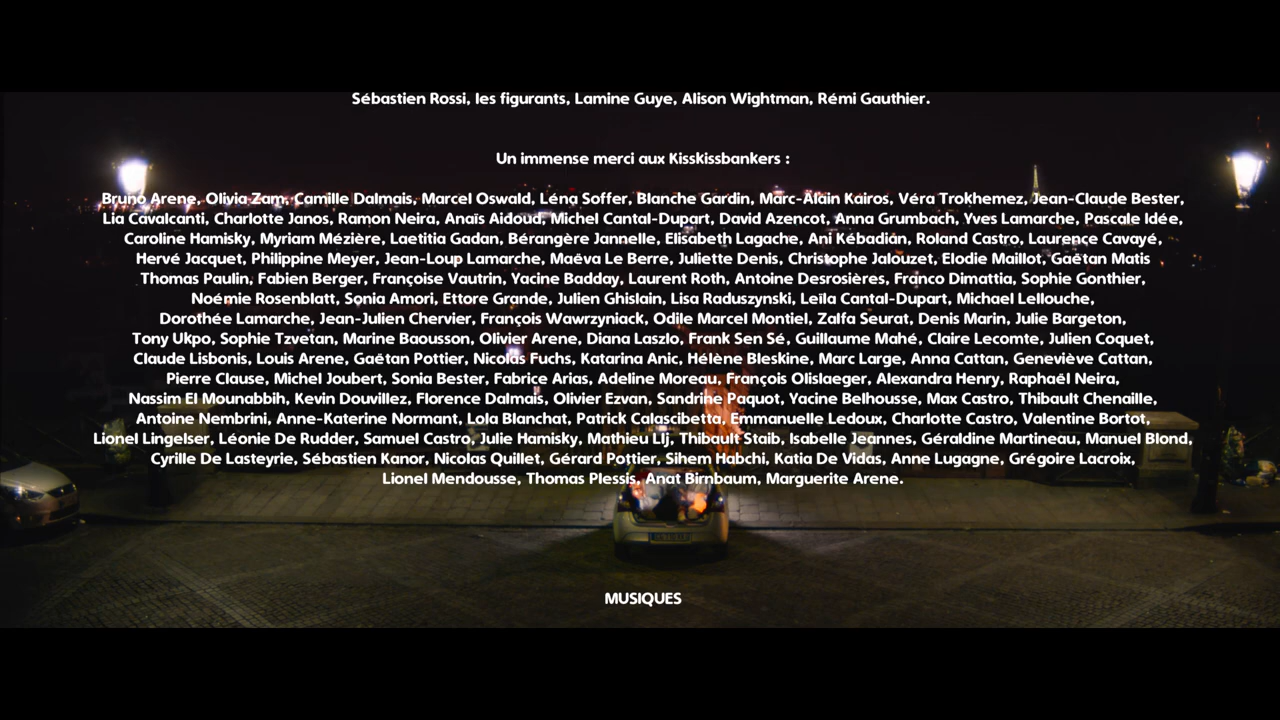 Sébastien Rossi, les figurants, Lamine Guye, Alison Wightman, Rémi Gauthier.
Un immense merci aux Kisskissbankers :
Bruno Arene, Olivia Zam, Camille Dalmais, Marcel Oswald, Léna Soffer, Blanche Gardin, Marc-Alain Kairos, Véra Trokhemez, Jean-Claude Bester,
Lia Cavalcanti, Charlotte Janos, Ramon Neira, Anaïs Aidoud, Michel Cantal-Dupart, David Azencot, Anna Grumbach, Yves Lamarche, Pascale Idée,
Caroline Hamisky, Myriam Mézière, Laetitia Gadan, Bérangère Jannelle, Elisabeth Lagache, Ani Kébadian, Roland Castro, Laurence Cavayé,
Hervé Jacquet, Philippine Meyer, Jean-Loup Lamarche, Maëva Le Berre, Juliette Denis, Christophe Jalouzet, Elodie Maillot, Gaëtan Matis
Thomas Paulin, Fabien Berger, Françoise Vautrin, Yacine Badday, Laurent Roth, Antoine Desrosières, Franco Dimattia, Sophie Gonthier,
Noémie Rosenblatt, Sonia Amori, Ettore Grande, Julien Ghislain, Lisa Raduszynski, Leïla Cantal-Dupart, Michael Lellouche,
Dorothée Lamarche, Jean-Julien Chervier, François Wawrzyniack, Odile Marcel Montiel, Zalfa Seurat, Denis Marin, Julie Bargeton,
Tony Ukpo, Sophie Tzvetan, Marine Baousson, Olivier Arene, Diana Laszlo, Frank Sen Sé, Guillaume Mahé, Claire Lecomte, Julien Coquet,
Claude Lisbonis, Louis Arene, Gaëtan Pottier, Nicolas Fuchs, Katarina Anic, Hélène Bleskine, Marc Large, Anna Cattan, Geneviève Cattan,
Pierre Clause, Michel Joubert, Sonia Bester, Fabrice Arias, Adeline Moreau, François Olislaeger, Alexandra Henry, Raphaël Neira,
Nassim El Mounabbih, Kevin Douvillez, Florence Dalmais, Olivier Ezvan, Sandrine Paquot, Yacine Belhousse, Max Castro, Thibault Chenaille,
Antoine Nembrini, Anne-Katerine Normant, Lola Blanchat, Patrick Calascibetta, Emmanuelle Ledoux, Charlotte Castro, Valentine Bortot,
Lionel Lingelser, Léonie De Rudder, Samuel Castro, Julie Hamisky, Mathieu Llj, Thibault Staib, Isabelle Jeannes, Géraldine Martineau, Manuel Blond,
Cyrille De Lasteyrie, Sébastien Kanor, Nicolas Quillet, Gérard Pottier, Sihem Habchi, Katia De Vidas, Anne Lugagne, Grégoire Lacroix,
Lionel Mendousse, Thomas Plessis, Anat Birnbaum, Marguerite Arene.
MUSIQUES